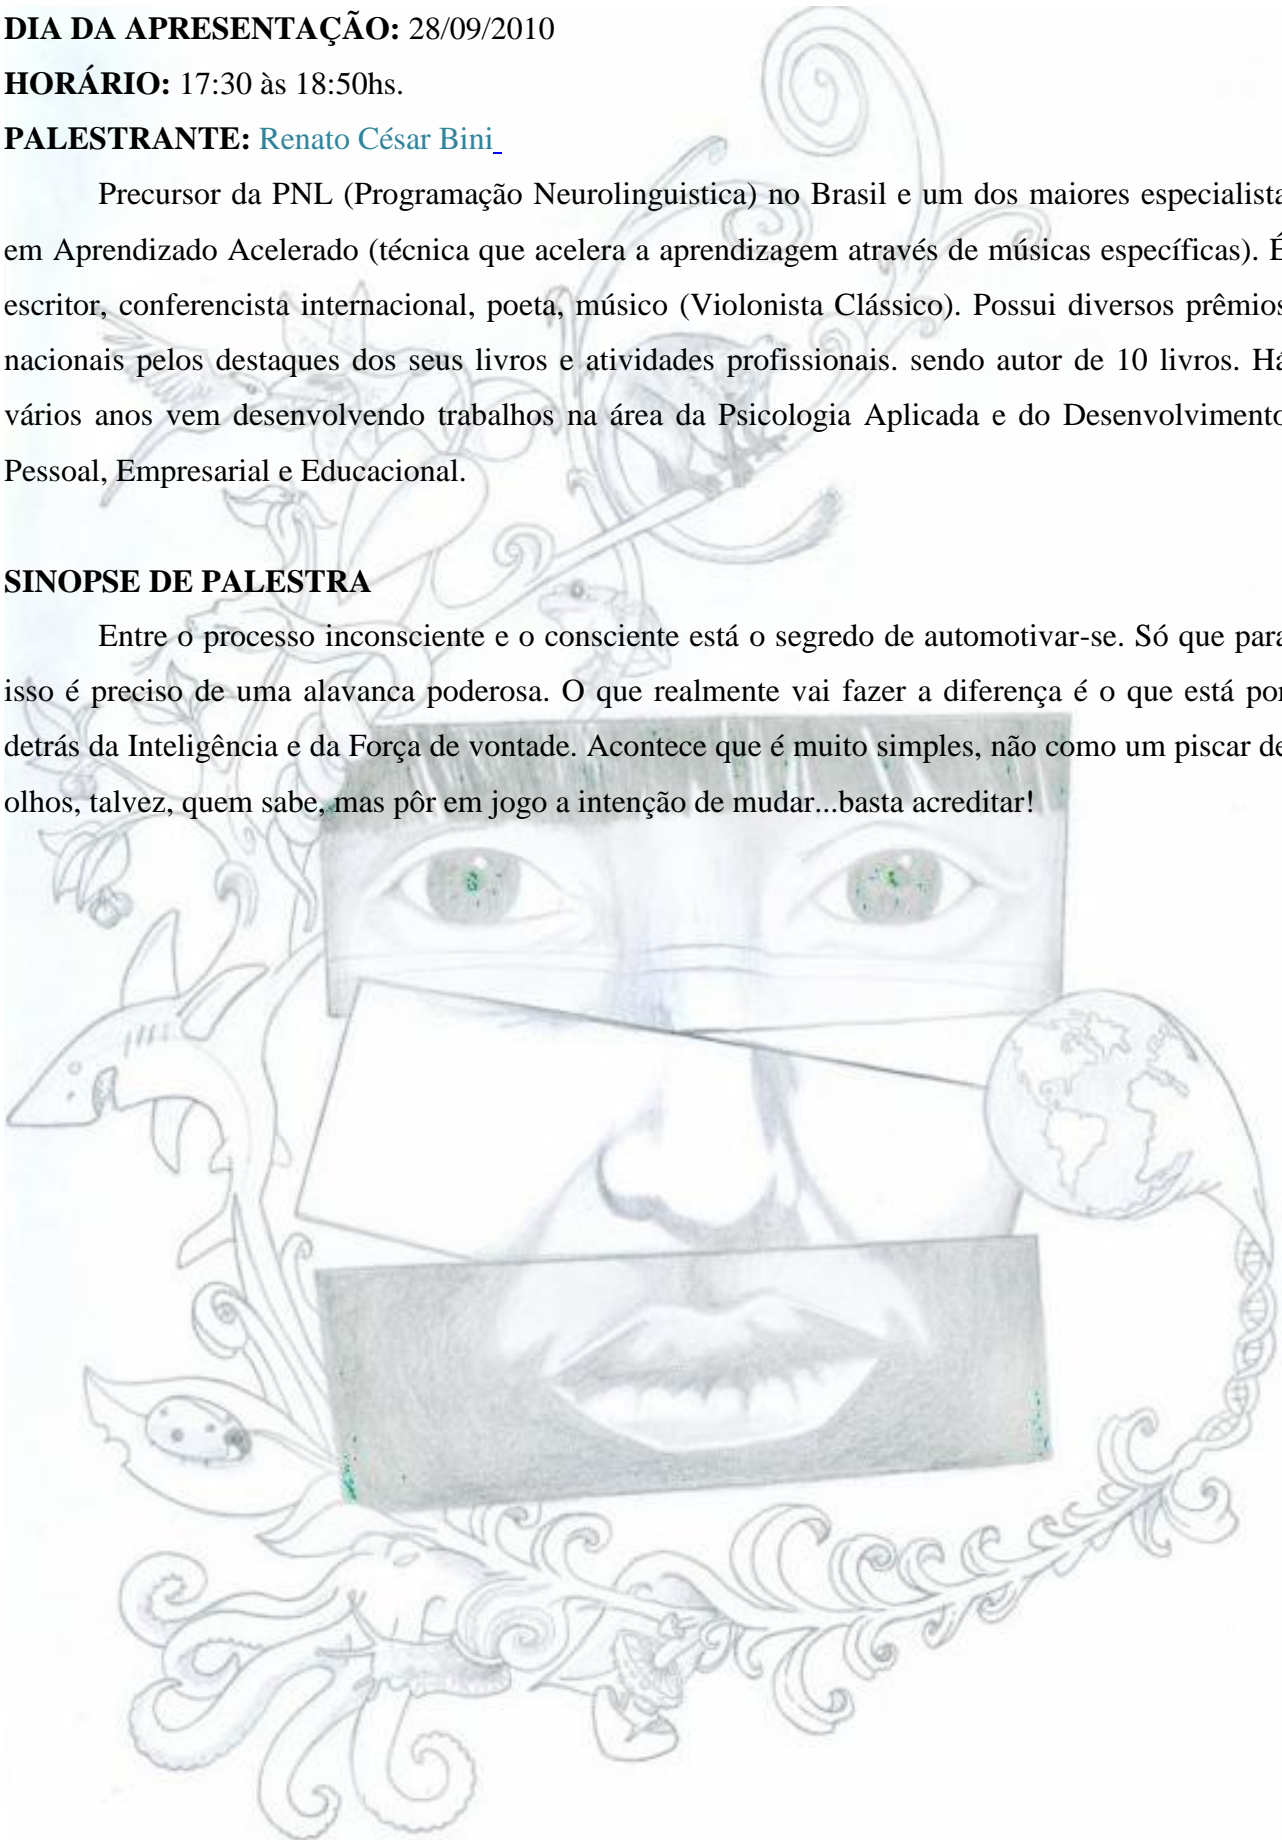 DIA DA APRESENTAÇÃO: 28/09/2010
HORÁRIO: 17:30 às 18:50hs.
PALESTRANTE: Renato César Bini
Precursor da PNL (Programação Neurolinguistica) no Brasil e um dos maiores especialista
em Aprendizado Acelerado (técnica que acelera a aprendizagem através de músicas específicas). É
escritor, conferencista internacional, poeta, músico (Violonista Clássico). Possui diversos prêmios
nacionais pelos destaques dos seus livros e atividades profissionais. sendo autor de 10 livros. Há
vários anos vem desenvolvendo trabalhos na área da Psicologia Aplicada e do Desenvolvimento
Pessoal, Empresarial e Educacional.
SINOPSE DE PALESTRA
Entre o processo inconsciente e o consciente está o segredo de automotivar-se. Só que para
isso é preciso de uma alavanca poderosa. O que realmente vai fazer a diferença é o que está por
detrás da Inteligência e da Força de vontade. Acontece que é muito simples, não como um piscar de
olhos, talvez, quem sabe, mas pôr em jogo a intenção de mudar...basta acreditar!